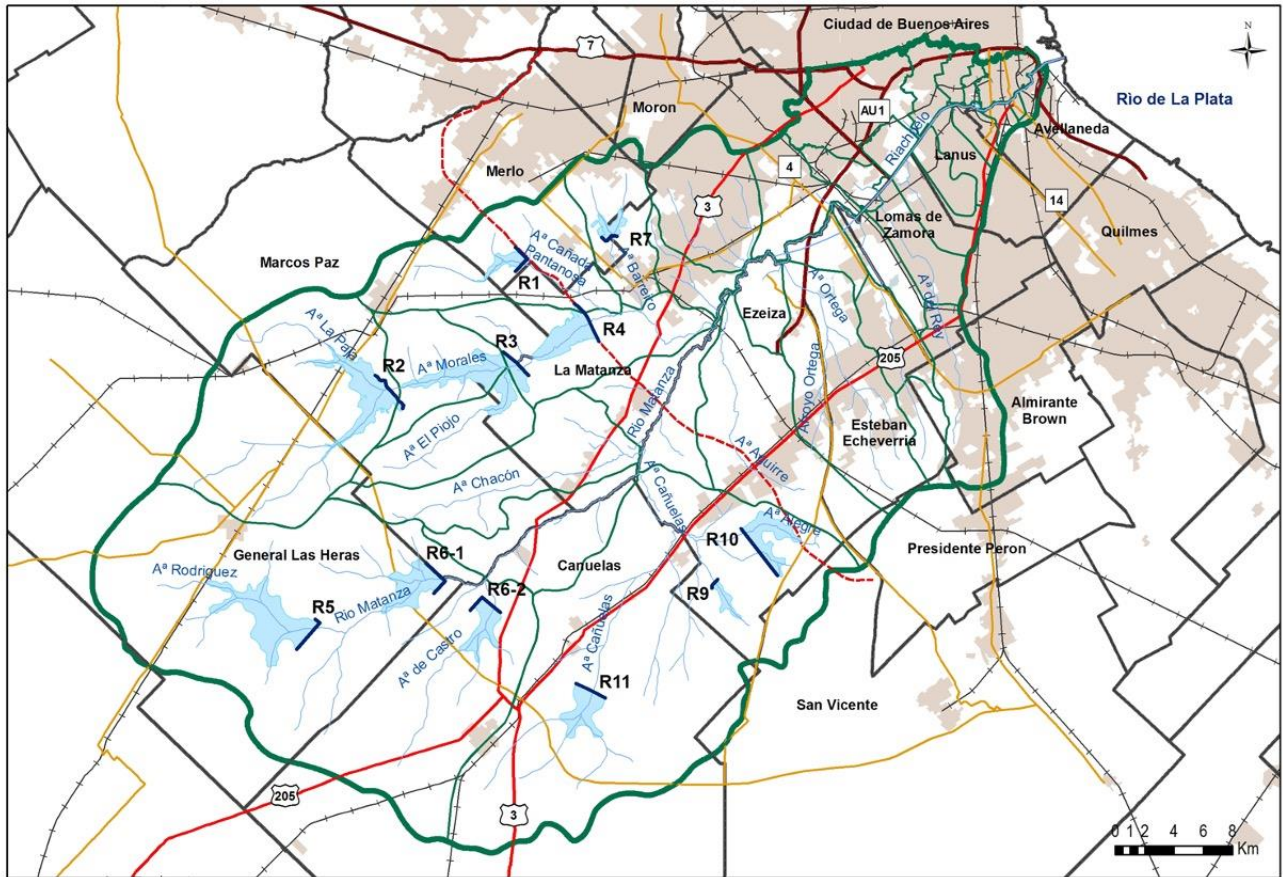 Ciudad de Buenos Aires
N
7
Rio de La Plata
Moron
AU1
Riachuelo
Avellaneda
Lanus
Merlo
4
3
14
Lomas de
Zamora
Quilmes
Aª Cañada
Pantanosa
R7
Aª Barreiro
Marcos Paz
R1
Aª Ortega
Aª del Rey
Ezeiza
R4
Aª La Paja
R3
R2
Aª Morales
La Matanza
205
Rio Matanza
Arroyo Ortega
Almirante
Brown
Esteban
Echeverria
Aª El Piojo
Aª Aguirre
Aª Chacón
Aª Cañuelas
Aª Alegre
R10
Presidente Peron
General Las Heras
R6-1
Canuelas
Aª Rodriguez
R6-2
R9
R5
Rio Matanza
Aª de Castro
Aª Cañuelas
R11
San Vicente
205
3
0 1 2 4 6 8
Km